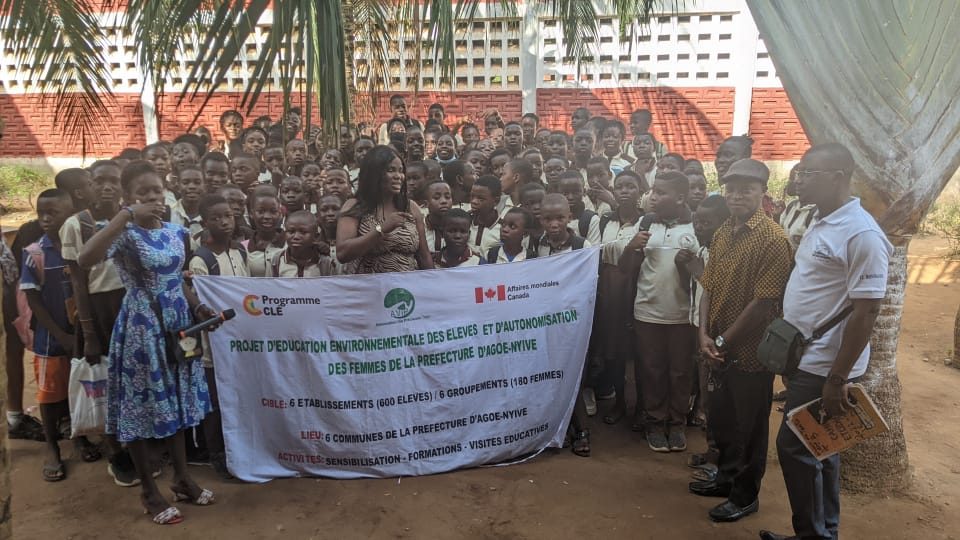 Programme
CLÉ
Affaires mondiales
Canada
PROJET D'EDUCATION ENVIRONNEMENTALE DES ELEVES ET D'AUTONOMISATION
DES FEMMES DE LA PREFECTURE D'AGOE-NYIVE
CIBLE: 6 ETABLISSEMENTS (600 ELEVES) / 6 GROUPEMENTS (180 FEMMES)
LIEU: 6 COMMUNES DE LA PREFECTURE D'AGOE-NYIVE
ACTIVITES: SENSIBILISATION - FORMATIONS - VISITES EDUCATIVES